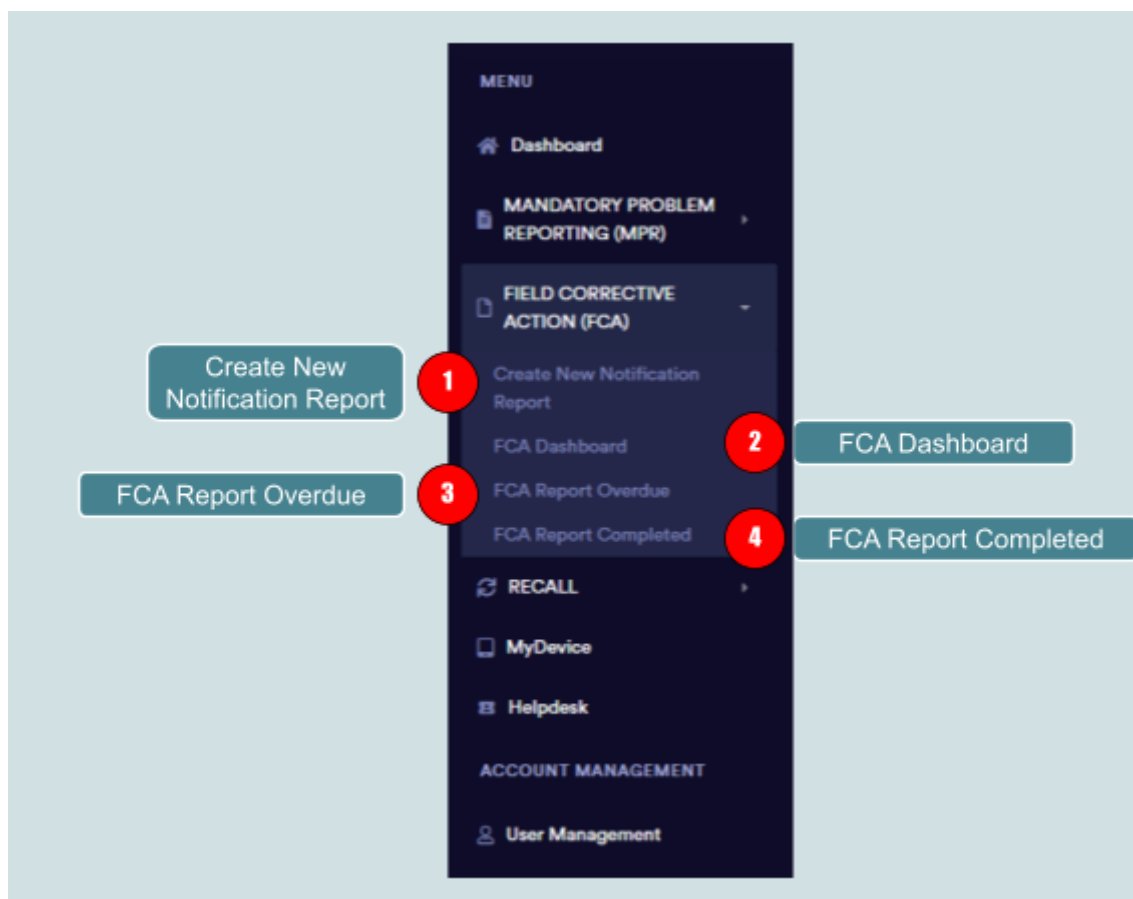 MENU
Dashboard
MANDATORY PROBLEM
REPORTING (MPR)
FIELD CORRECTIVE
ACTION (FCA)
Create New
Notification Report
1
Create New Notification
Report
FCA Dashboard
2
FCA Dashboard
FCA Report Overdue
3
FCA Report Overdue
FCA Report Completed
4
FCA Report Completed
RECALL
MyDevice
Helpdesk
ACCOUNT MANAGEMENT
User Management